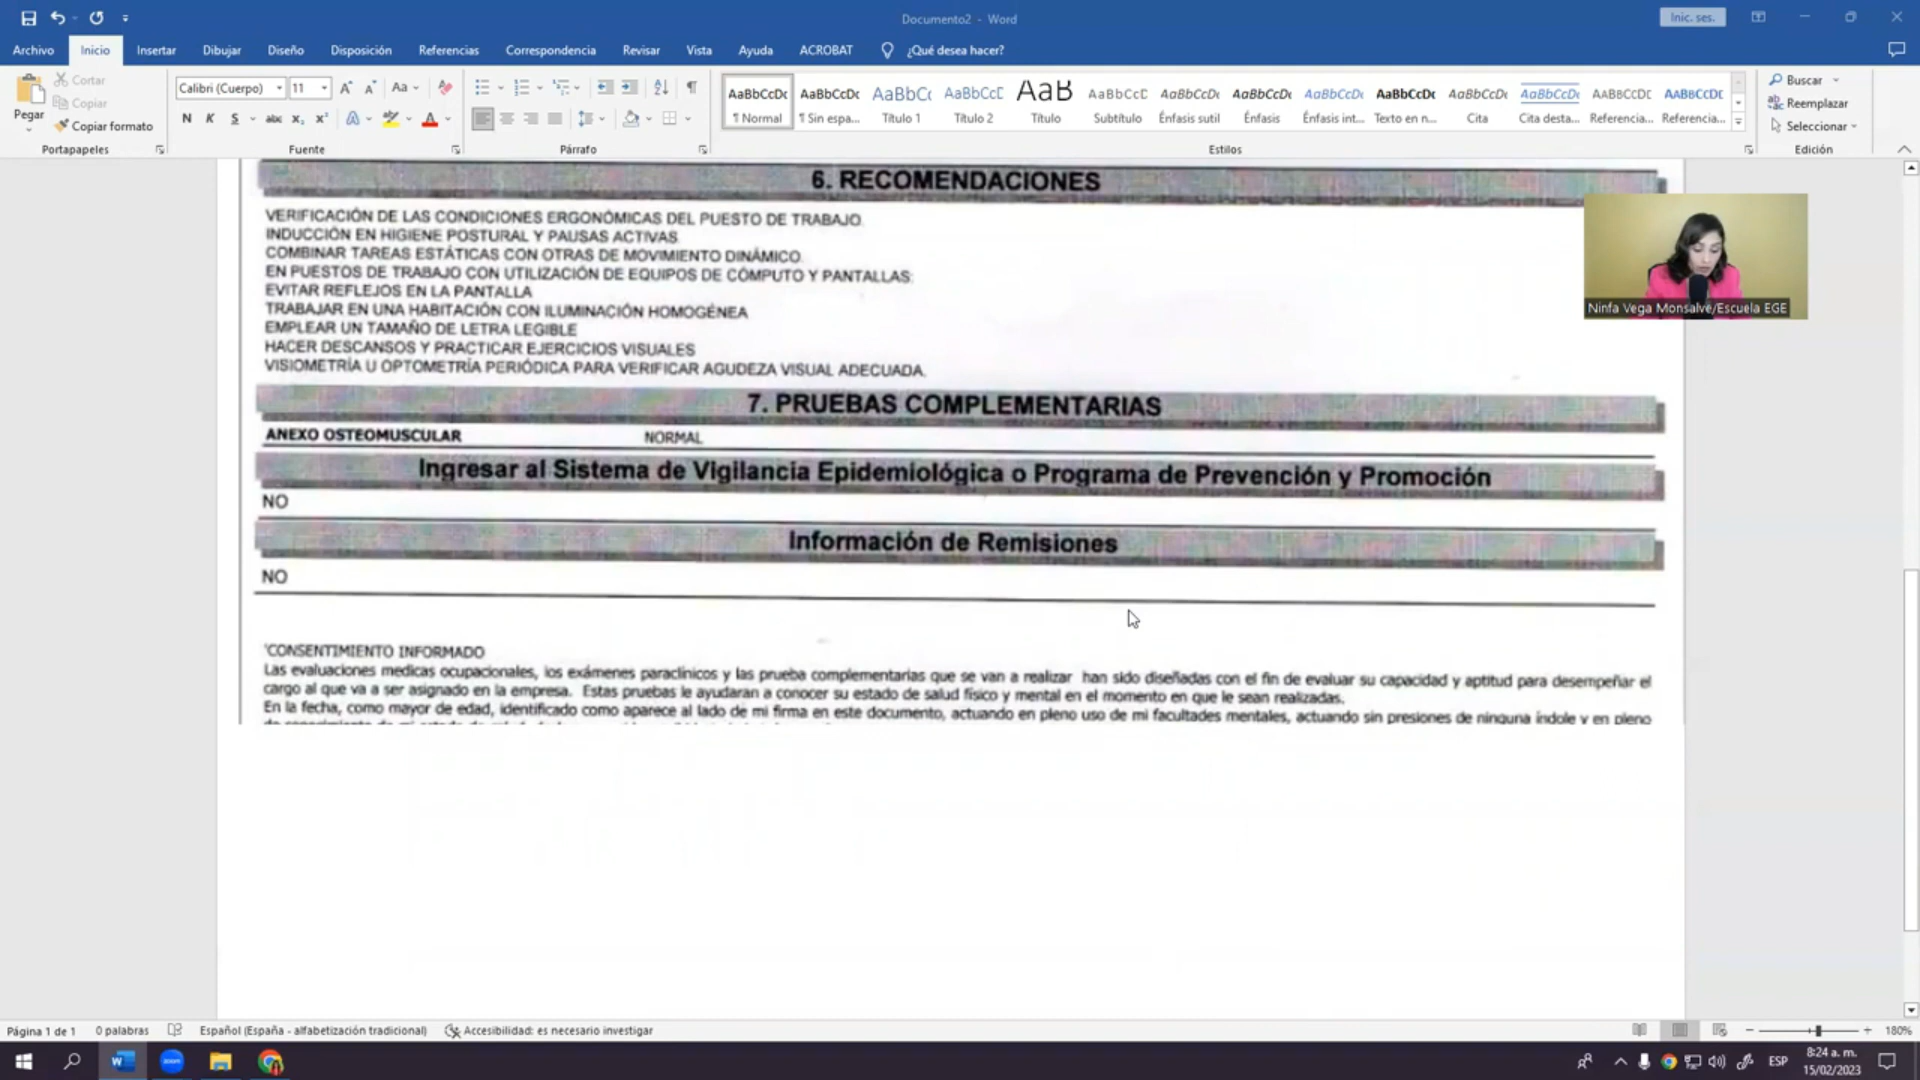 Documento2 - Word
Inic. ses.
Archivo Inicio Insertar Dibujar Diseño Disposición Referencias Correspondencia Revisar Vista Ayuda ACROBAT ¿Qué desea hacer?
Pegar
Cortar
Copiar
Copiar formato
Portapapeles
Calibri (Cuerpo) 11
N K S abc x₂ x²
Fuente
Párrafo
AaBbCcDc AaBbCcDc AaBbCc AaBbCcD AaB AaBbCcD AaBbCcDc AaBbCcDc AaBbCcDc AaBbCcDc AaBbCcDc AaBbCcDc AABBCCDC AABBCCDC
¶ Normal ¶ Sin espa... Título 1 Título 2 Título Subtítulo Énfasis sutil Énfasis Énfasis int... Texto en n... Cita Cita desta... Referencia... Referencia...
Estilos
Buscar
Reemplazar
Seleccionar
Edición
6. RECOMENDACIONES
VERIFICACIÓN DE LAS CONDICIONES ERGONÓMICAS DEL PUESTO DE TRABAJO.
INDUCCIÓN EN HIGIENE POSTURAL Y PAUSAS ACTIVAS
COMBINAR TAREAS ESTÁTICAS CON OTRAS DE MOVIMIENTO DINÁMICO.
EN PUESTOS DE TRABAJO CON UTILIZACIÓN DE EQUIPOS DE CÓMPUTO Y PANTALLAS:
EVITAR REFLEJOS EN LA PANTALLA
TRABAJAR EN UNA HABITACIÓN CON ILUMINACIÓN HOMOGÉNEA
EMPLEAR UN TAMAÑO DE LETRA LEGIBLE
HACER DESCANSOS Y PRACTICAR EJERCICIOS VISUALES
VISIOMETRÍA U OPTOMETRÍA PERIÓDICA PARA VERIFICAR AGUDEZA VISUAL ADECUADA.
Ninfa Vega Monsalve/Escuela EGE
7. PRUEBAS COMPLEMENTARIAS
ANEXO OSTEOMUSCULAR NORMAL
Ingresar al Sistema de Vigilancia Epidemiológica o Programa de Prevención y Promoción
NO
Información de Remisiones
NO
'CONSENTIMIENTO INFORMADO
Las evaluaciones medicas ocupacionales, los exámenes paraclínicos y las prueba complementarias que se van a realizar han sido diseñadas con el fin de evaluar su capacidad y aptitud para desempeñar el
cargo al que va a ser asignado en la empresa. Estas pruebas le ayudaran a conocer su estado de salud físico y mental en el momento en que le sean realizadas.
En la fecha, como mayor de edad, identificado como aparece al lado de mi firma en este documento, actuando en pleno uso de mi facultades mentales, actuando sin presiones de ninguna índole y en pleno
Página 1 de 1 0 palabras Español (España - alfabetización tradicional) Accesibilidad: es necesario investigar 180%
ESP
8:24 a. m.
15/02/2023